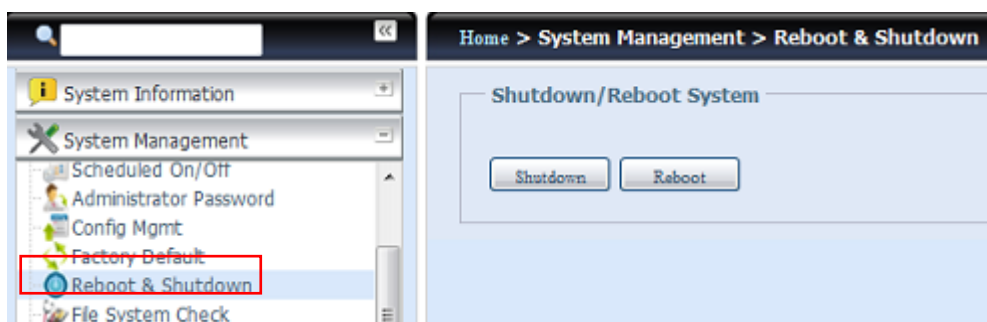 Home > System Management > Reboot & Shutdown
System Information
System Management
Scheduled On/Off
Administrator Password
Config Mgmt
Factory Default
Reboot & Shutdown
File System Check
Shutdown/Reboot System
Shutdown Reboot